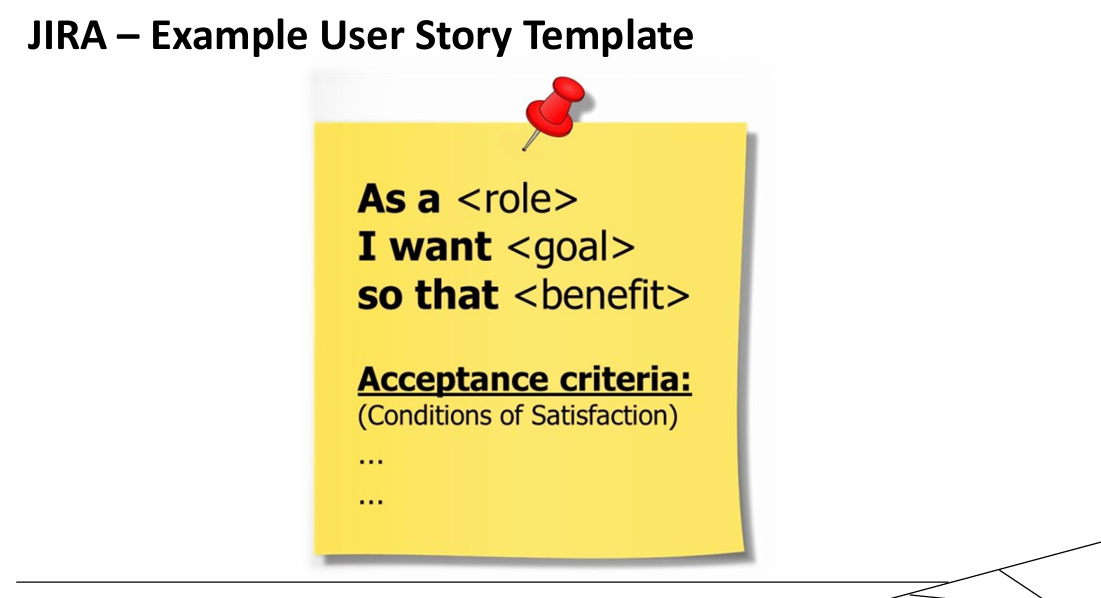 JIRA – Example User Story Template
As a <role>
I want <goal>
so that <benefit>
Acceptance criteria:
(Conditions of Satisfaction)
...
...